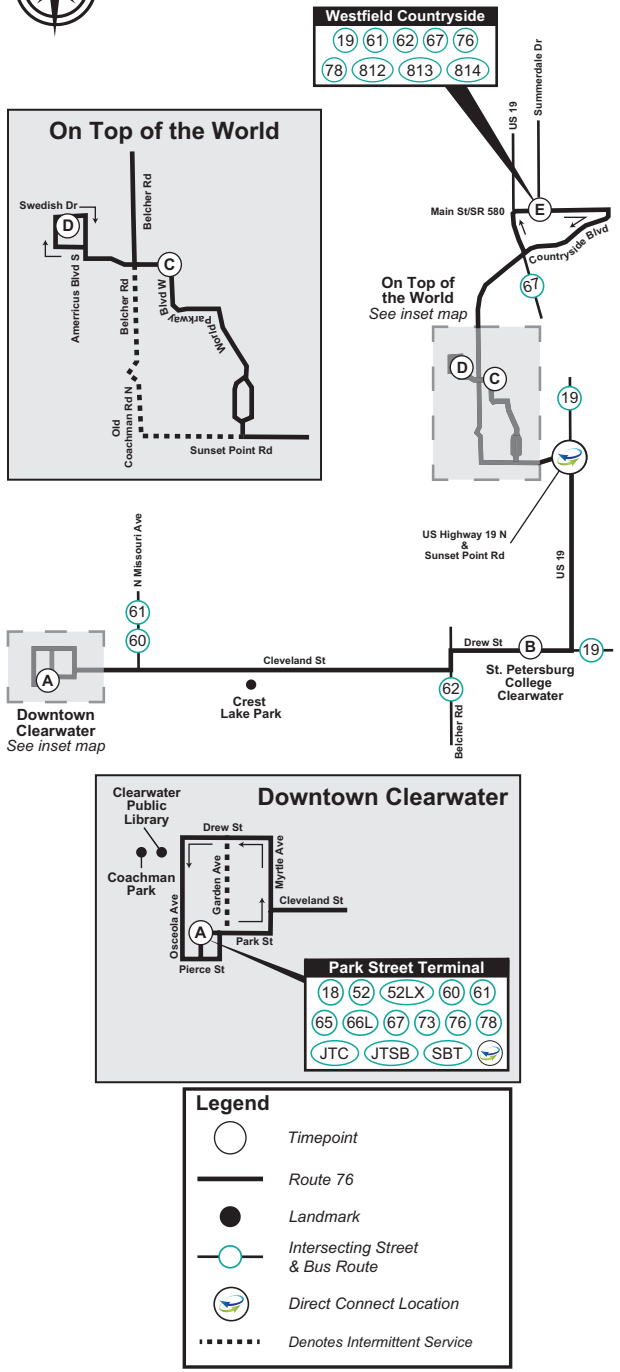 Westfield Countryside
19 61 62 67 76
78 812 813 814
US 19
Summerdale Dr
Main St/SR 580
E
Countryside Blvd
67
On Top of the World
Swedish Dr
D
Belcher Rd
C
Americus Blvd S
Belcher Rd
Blvd W
World
Parkway
Old
Coachman Rd N
Sunset Point Rd
On Top of
the World
See inset map
D
C
19
US Highway 19 N
&
Sunset Point Rd
US 19
N Missouri Ave
61
60
A
Cleveland St
Drew St
B
19
St. Petersburg
College
Clearwater
62
Belcher Rd
Crest
Lake Park
Downtown
Clearwater
See inset map
Downtown Clearwater
Clearwater
Public
Library
Coachman
Park
Drew St
Osceola Ave
Garden Ave
Myrtle Ave
Cleveland St
A
Park St
Pierce St
Park Street Terminal
18 52 52LX 60 61
65 66L 67 73 76 78
JTC JTSB SBT
Legend
Timepoint
Route 76
Landmark
Intersecting Street
& Bus Route
Direct Connect Location
Denotes Intermittent Service